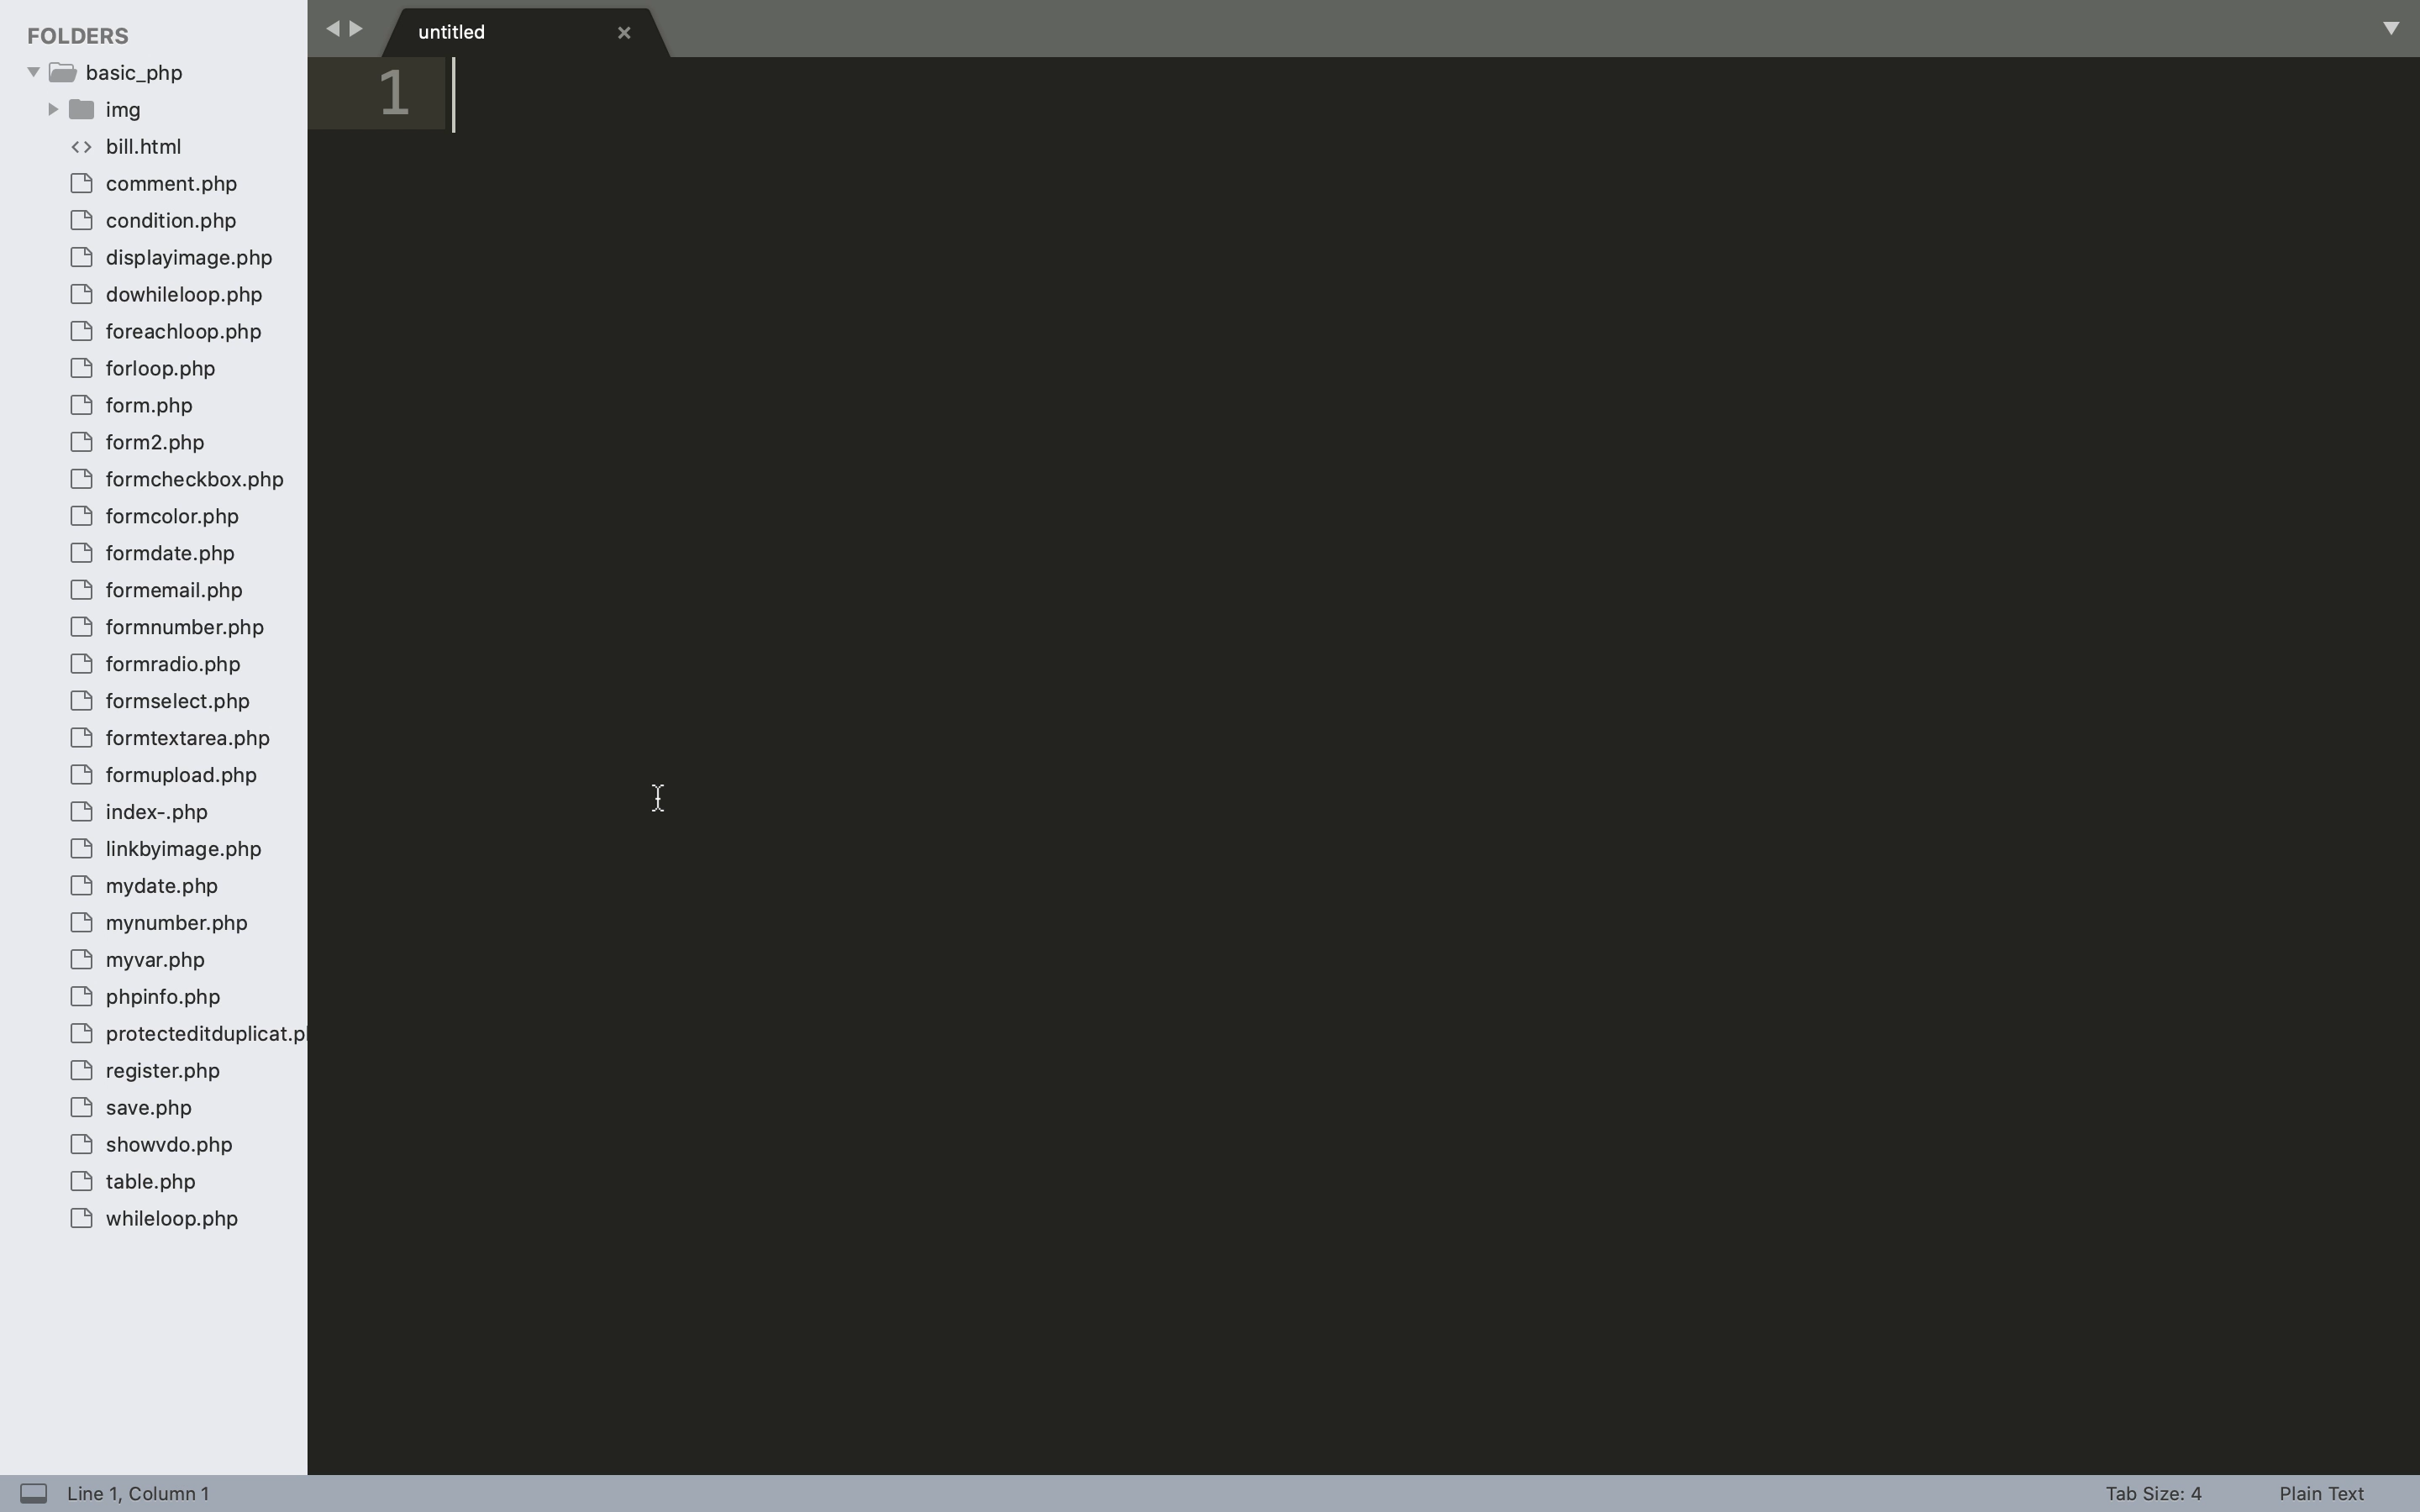 FOLDERS
basic_php
img
bill.html
comment.php
condition.php
displayimage.php
dowhileloop.php
foreachloop.php
forloop.php
form.php
form2.php
formcheckbox.php
formcolor.php
formdate.php
formemail.php
formnumber.php
formradio.php
formselect.php
formtextarea.php
formupload.php
index-.php
linkbyimage.php
mydate.php
mynumber.php
myvar.php
phpinfo.php
protecteditduplicat.p
register.php
save.php
showvdo.php
table.php
whileloop.php
untitled
1
Line 1, Column 1
Tab Size: 4
Plain Text